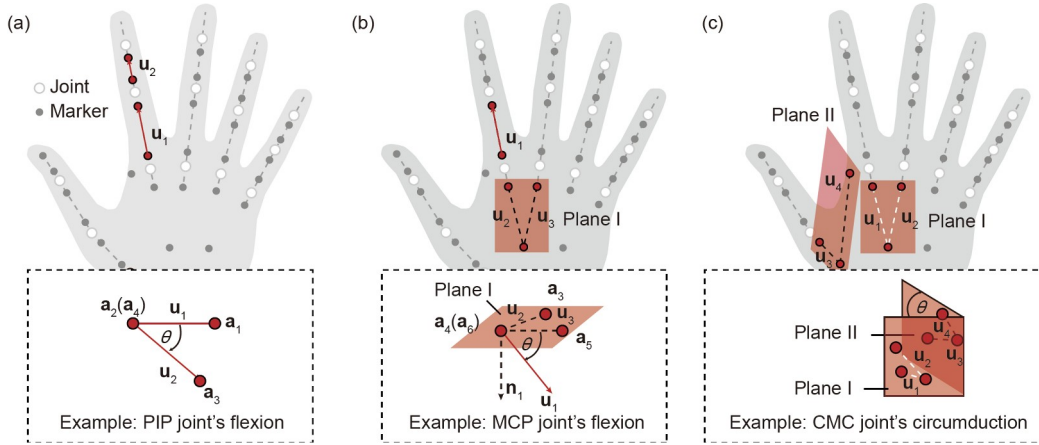 (a)
u2
u1
Joint
Marker
a2(a4)
u1
a1
θ
u2
a3
Example: PIP joint's flexion
(b)
u1
u2
u3
Plane I
Plane I
a3
u2
u3
a4(a6)
a5
θ
n1
u1
Example: MCP joint's flexion
(c)
Plane II
u4
u1
u2
Plane I
u3
θ
Plane II
u4
u2
u3
u1
Plane I
Example: CMC joint's circumduction